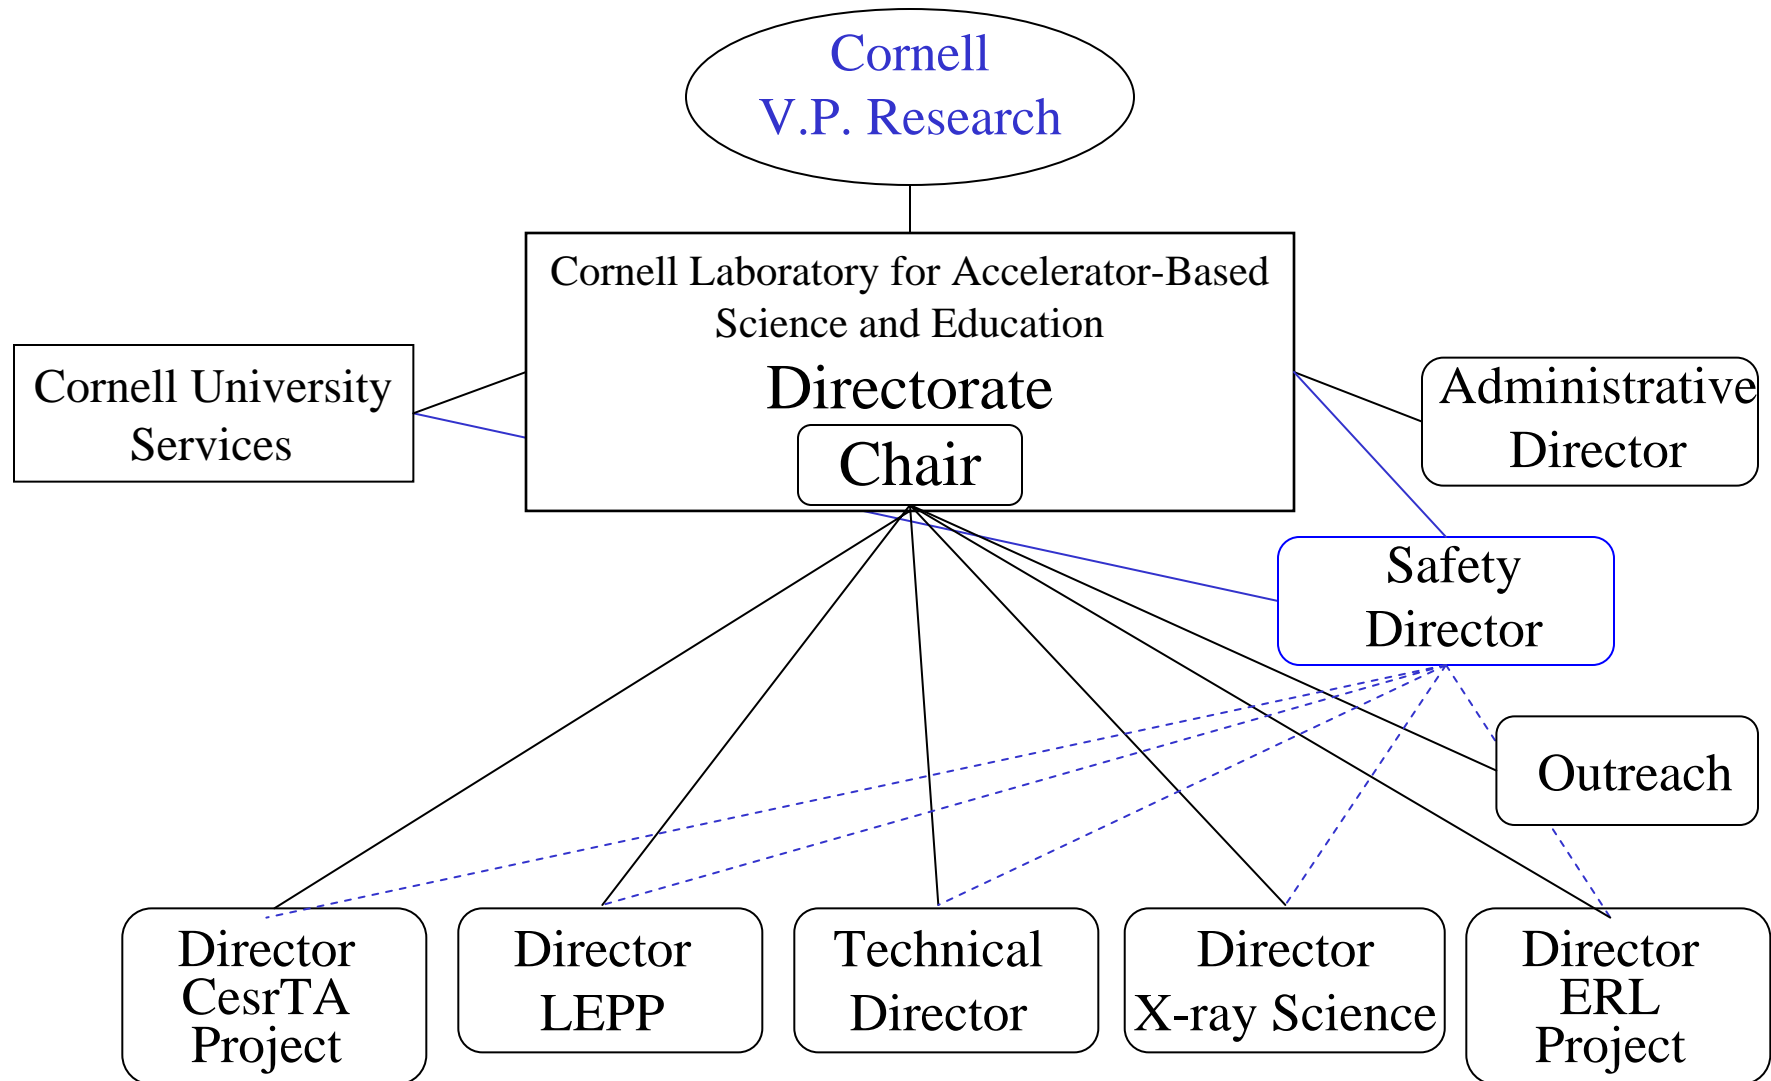 Cornell
V.P. Research
Cornell Laboratory for Accelerator-Based
Science and Education
Directorate
Chair
Cornell University
Services
Administrative
Director
Safety
Director
Outreach
Director
CesrTA
Project
Director
LEPP
Technical
Director
Director
X-ray Science
Director
ERL
Project